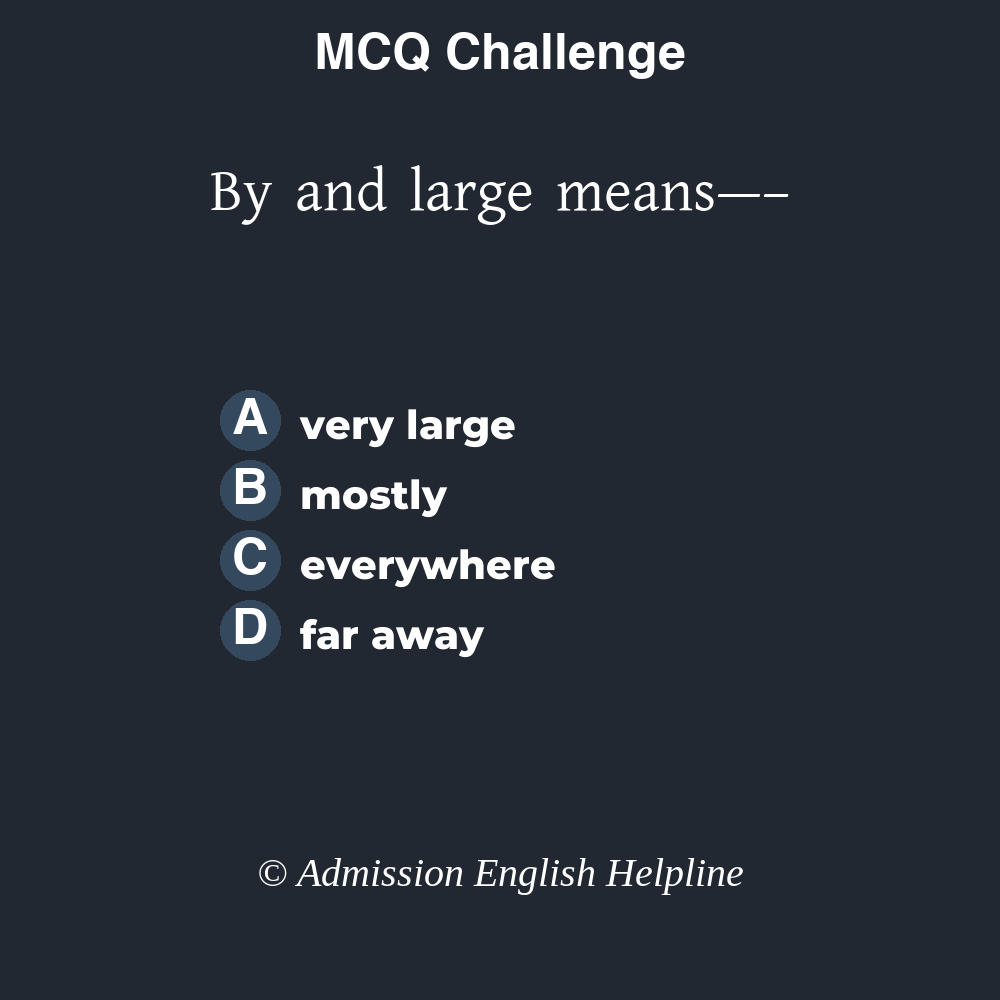 MCQ Challenge
By and large means—–
A very large
B mostly
C everywhere
D far away
© Admission English Helpline